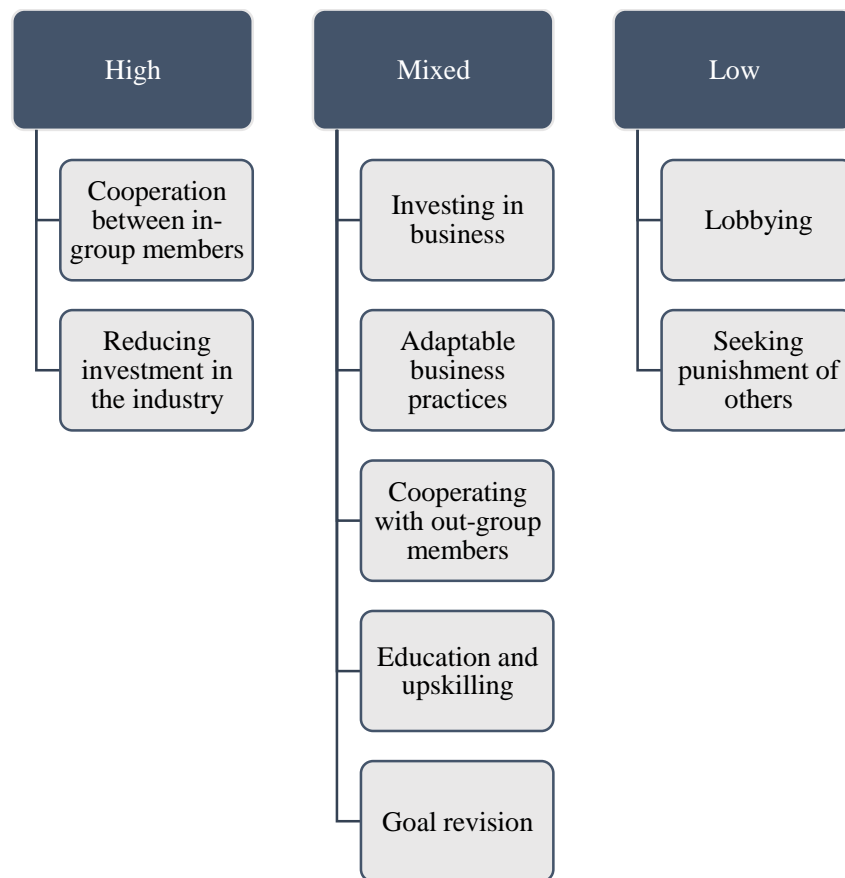 High
Cooperation
between in-
group members
Reducing
investment in
the industry
Mixed
Investing in
business
Adaptable
business
practices
Cooperating
with out-group
members
Education and
upskilling
Goal revision
Low
Lobbying
Seeking
punishment of
others